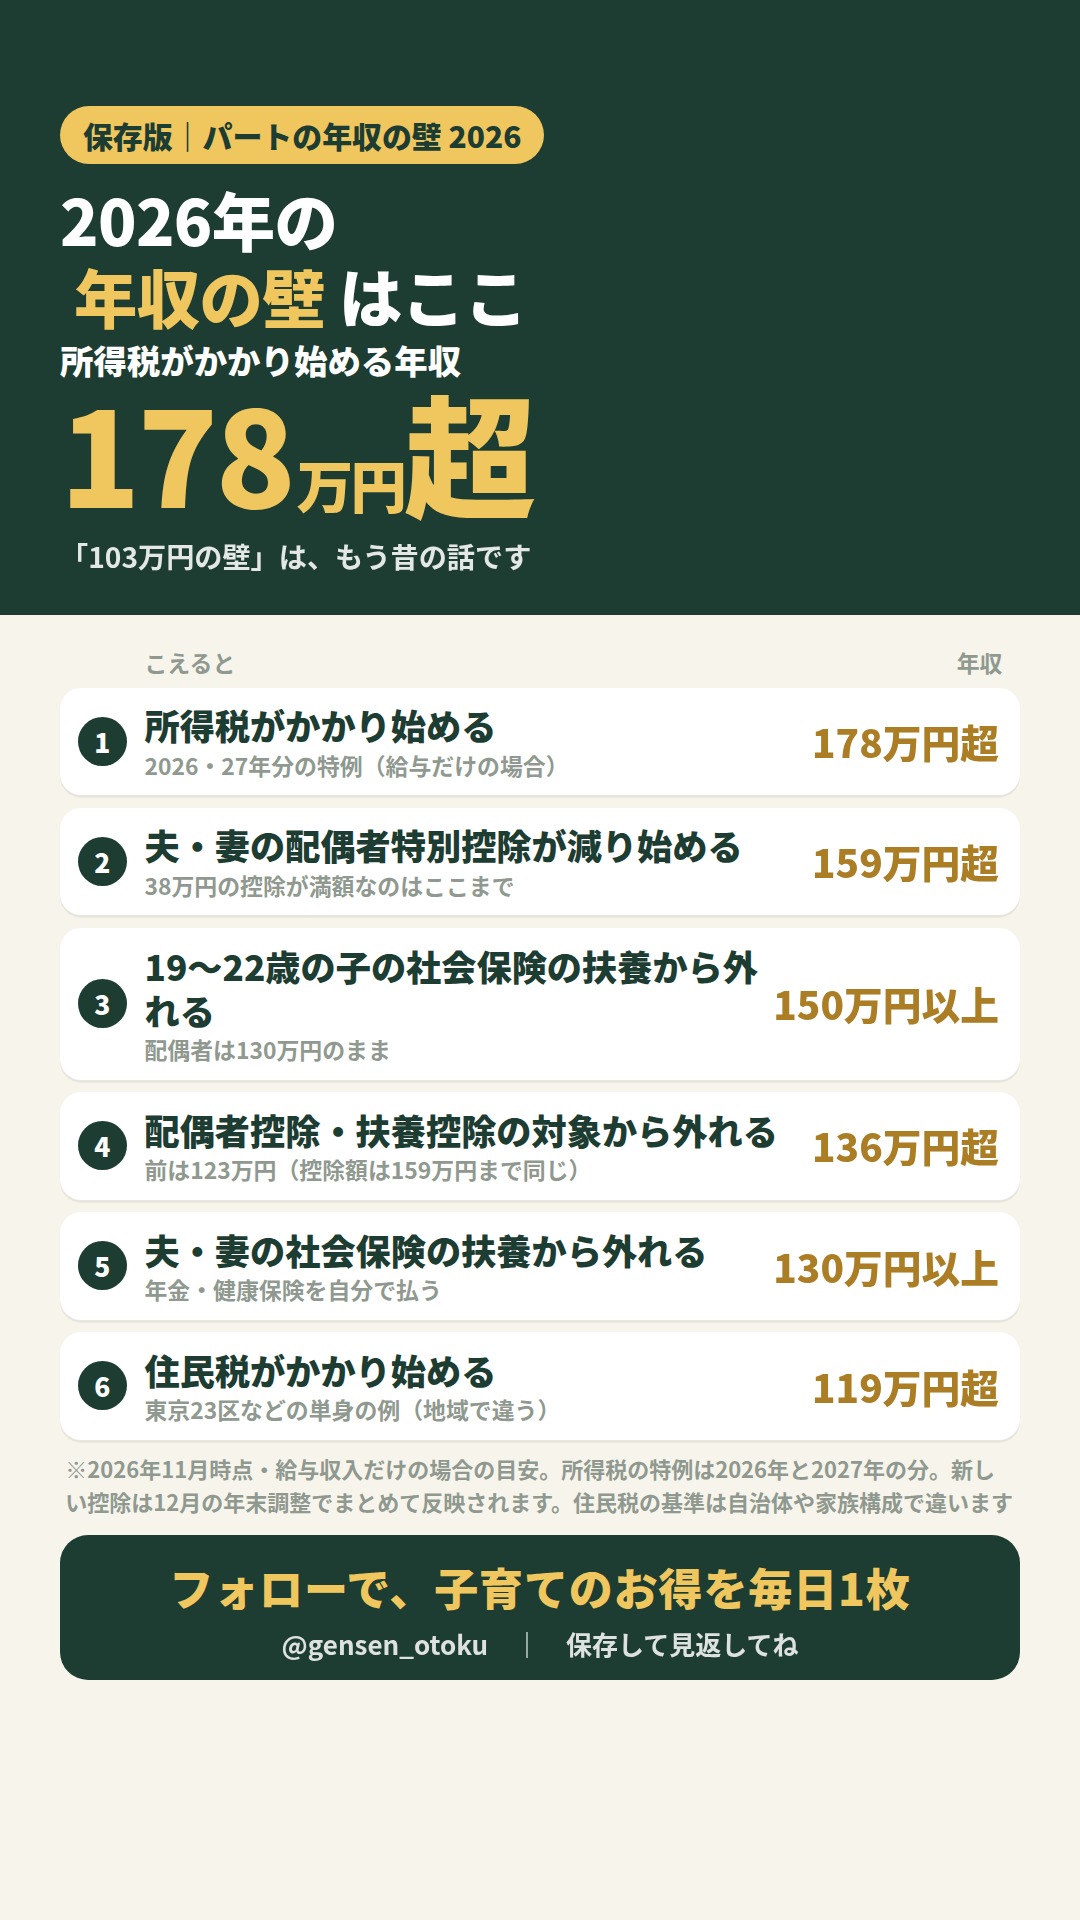 保存版｜パートの年収の壁 2026
2026年の
年収の壁 はここ
所得税がかかり始める年収
178万円超
「103万円の壁」は、もう昔の話です
こえると 年収
1 所得税がかかり始める 178万円超
2026・27年分の特例（給与だけの場合）
2 夫・妻の配偶者特別控除が減り始める 159万円超
38万円の控除が満額なのはここまで
3 19〜22歳の子の社会保険の扶養から外
れる 150万円以上
配偶者は130万円のまま
4 配偶者控除・扶養控除の対象から外れる 136万円超
前は123万円（控除額は159万円まで同じ）
5 夫・妻の社会保険の扶養から外れる 130万円以上
年金・健康保険を自分で払う
6 住民税がかかり始める 119万円超
東京23区などの単身の例（地域で違う）
※2026年11月時点・給与収入だけの場合の目安。所得税の特例は2026年と2027年の分。新し
い控除は12月の年末調整でまとめて反映されます。住民税の基準は自治体や家族構成で違います
フォローで、子育てのお得を毎日1枚
@gensen_otoku ｜ 保存して見返してね